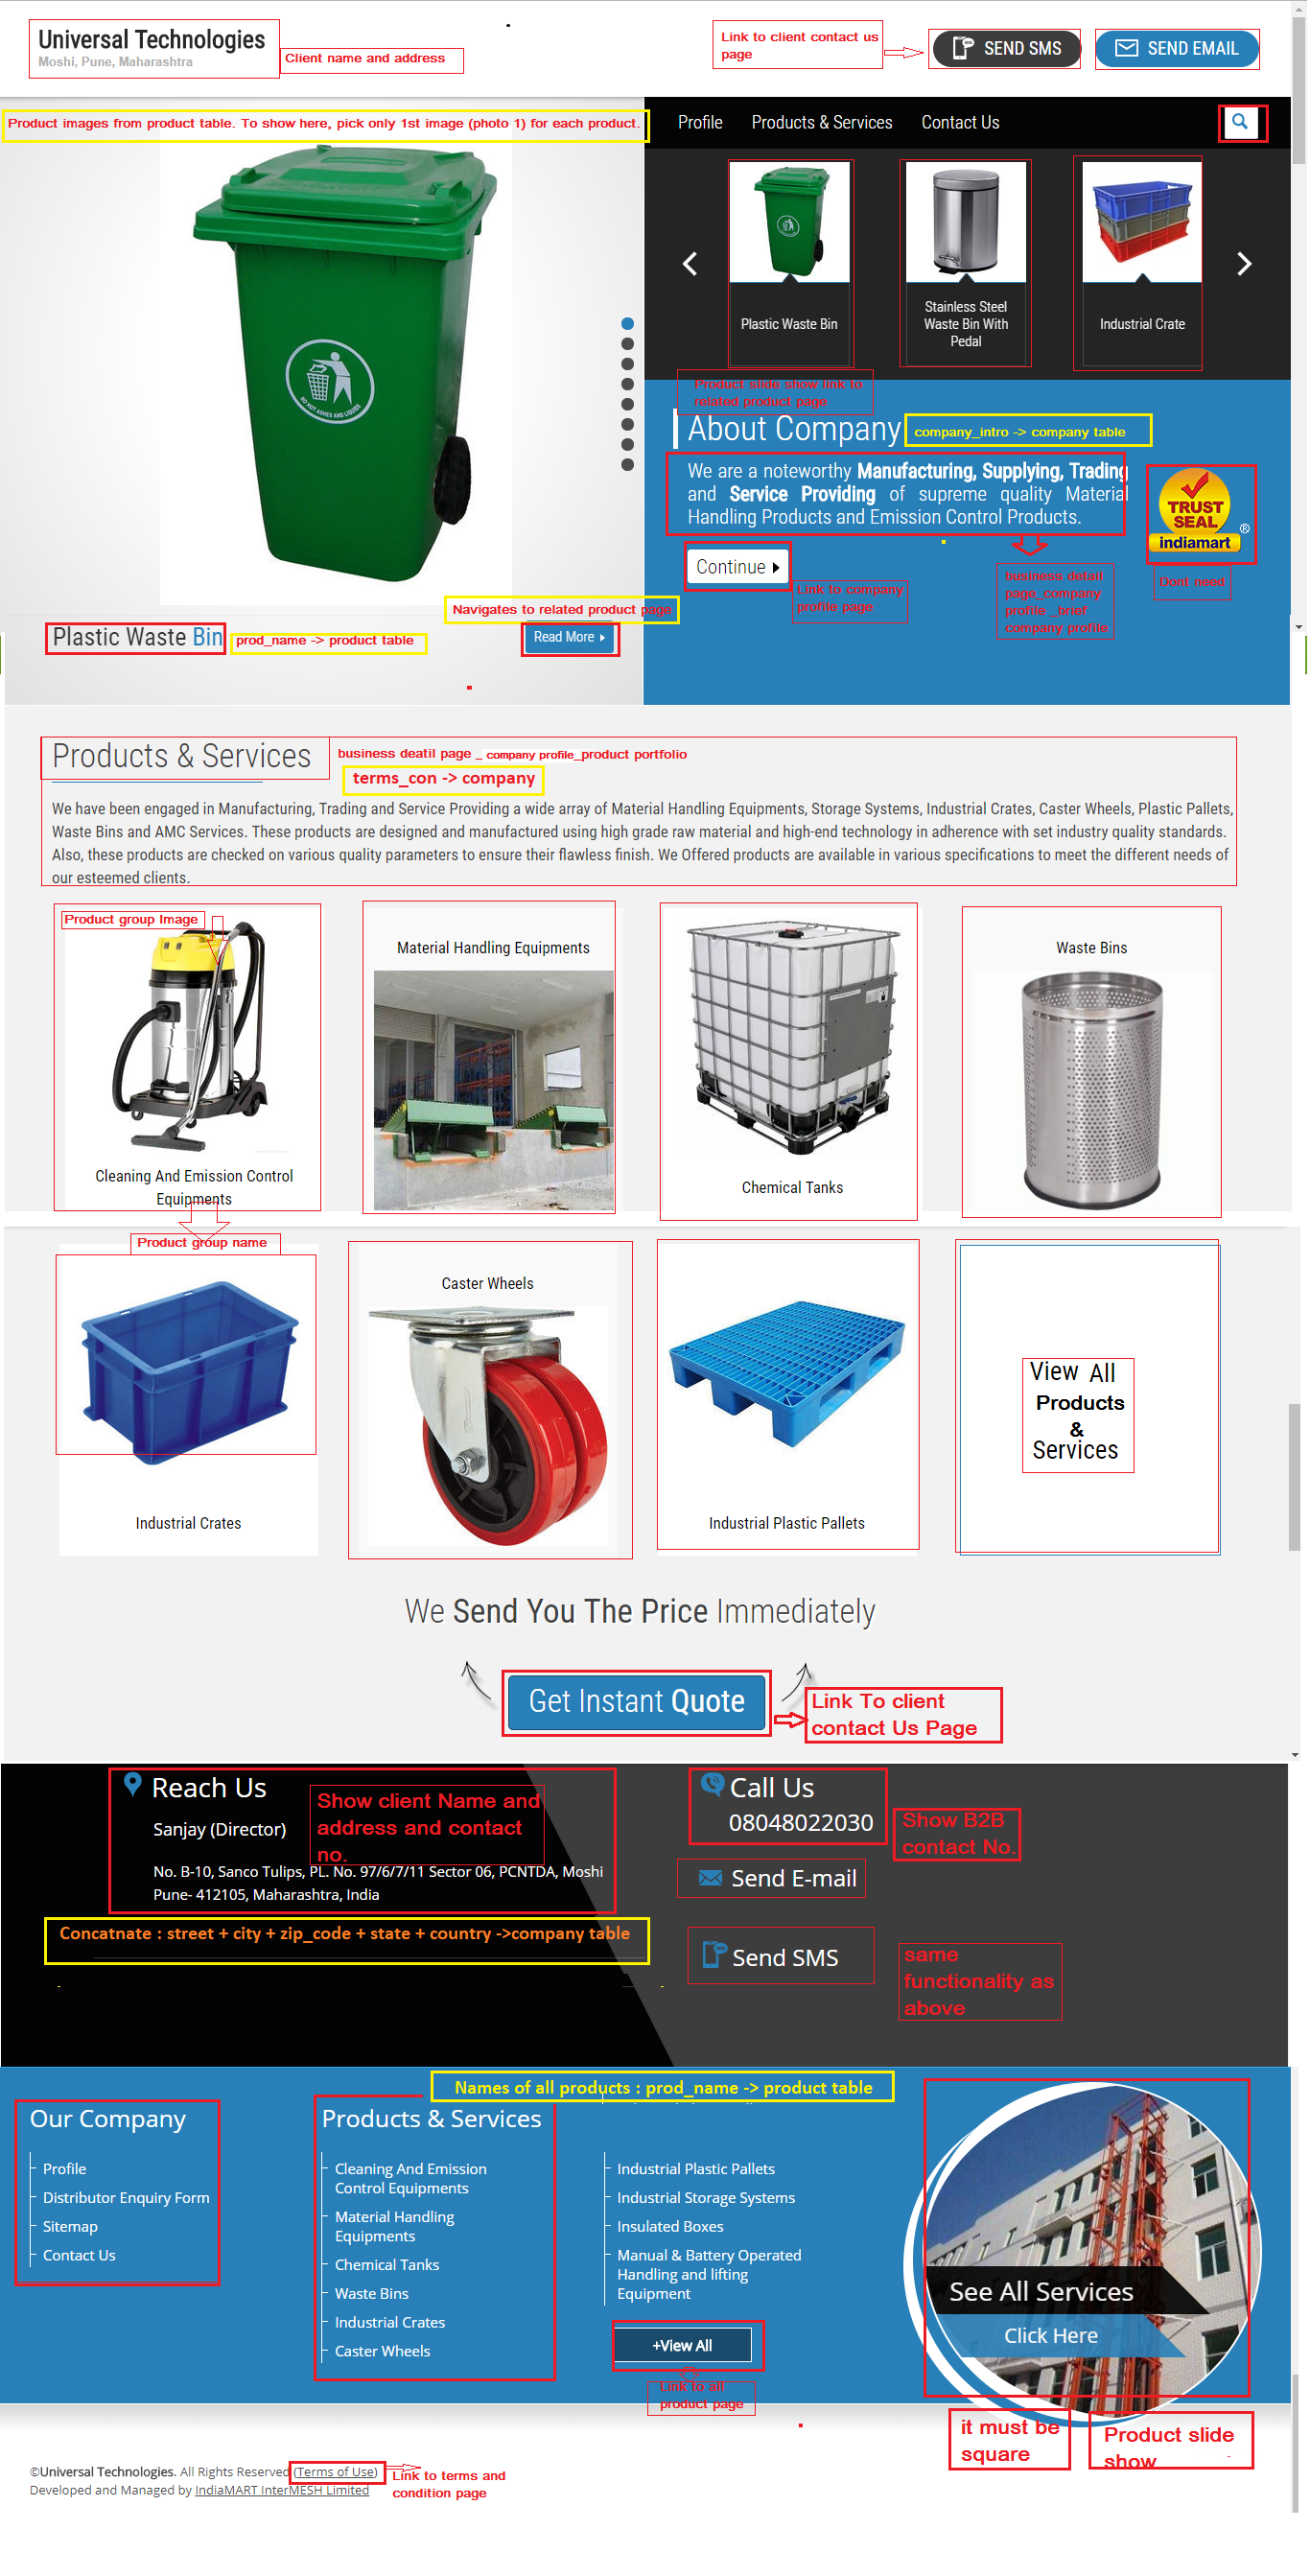 Universal Technologies
Moshi, Pune, Maharashtra
Client name and address
Link to client contact us
page
SEND SMS
SEND EMAIL
Product images from product table. To show here, pick only 1st image (photo 1) for each product.
Profile
Products & Services
Contact Us
NO HOT ASHES AND LIQUIDS
Plastic Waste Bin
Stainless Steel
Waste Bin With
Pedal
Industrial Crate
Product slide show link to
related product page
About Company
company_intro -> company table
We are a noteworthy Manufacturing, Supplying, Trading
and Service Providing of supreme quality Material
Handling Products and Emission Control Products.
TRUST
SEAL
indiamart
®
Continue
Link to company
profile page
business detail
page_company
profile _brief
company profile
Dont need
Navigates to related product page
Plastic Waste Bin
prod_name -> product table
Read More
Products & Services
business deatil page _ company profile_product portfolio
terms_con -> company
We have been engaged in Manufacturing, Trading and Service Providing a wide array of Material Handling Equipments, Storage Systems, Industrial Crates, Caster Wheels, Plastic Pallets,
Waste Bins and AMC Services. These products are designed and manufactured using high grade raw material and high-end technology in adherence with set industry quality standards.
Also, these products are checked on various quality parameters to ensure their flawless finish. We Offered products are available in various specifications to meet the different needs of
our esteemed clients.
Product group Image
Cleaning And Emission Control
Equipments
Material Handling Equipments
Chemical Tanks
Waste Bins
Product group name
Industrial Crates
Caster Wheels
Industrial Plastic Pallets
View All
Products
&
Services
We Send You The Price Immediately
Get Instant Quote
Link To client
contact Us Page
Reach Us
Sanjay (Director)
Show client Name and
address and contact
no.
No. B-10, Sanco Tulips, PL. No. 97/6/7/11 Sector 06, PCNTDA, Moshi
Pune- 412105, Maharashtra, India
Concatnate : street + city + zip_code + state + country ->company table
Call Us
08048022030
Show B2B
contact No.
Send E-mail
Send SMS
same
functionality as
above
Names of all products : prod_name -> product table
Our Company
Profile
Distributor Enquiry Form
Sitemap
Contact Us
Products & Services
Cleaning And Emission
Control Equipments
Material Handling
Equipments
Chemical Tanks
Waste Bins
Industrial Crates
Caster Wheels
Industrial Plastic Pallets
Industrial Storage Systems
Insulated Boxes
Manual & Battery Operated
Handling and lifting
Equipment
+View All
Link to all
product page
See All Services
Click Here
it must be
square
Product slide
show
©Universal Technologies. All Rights Reserved (Terms of Use)
Developed and Managed by IndiaMART InterMESH Limited
Link to terms and
condition page